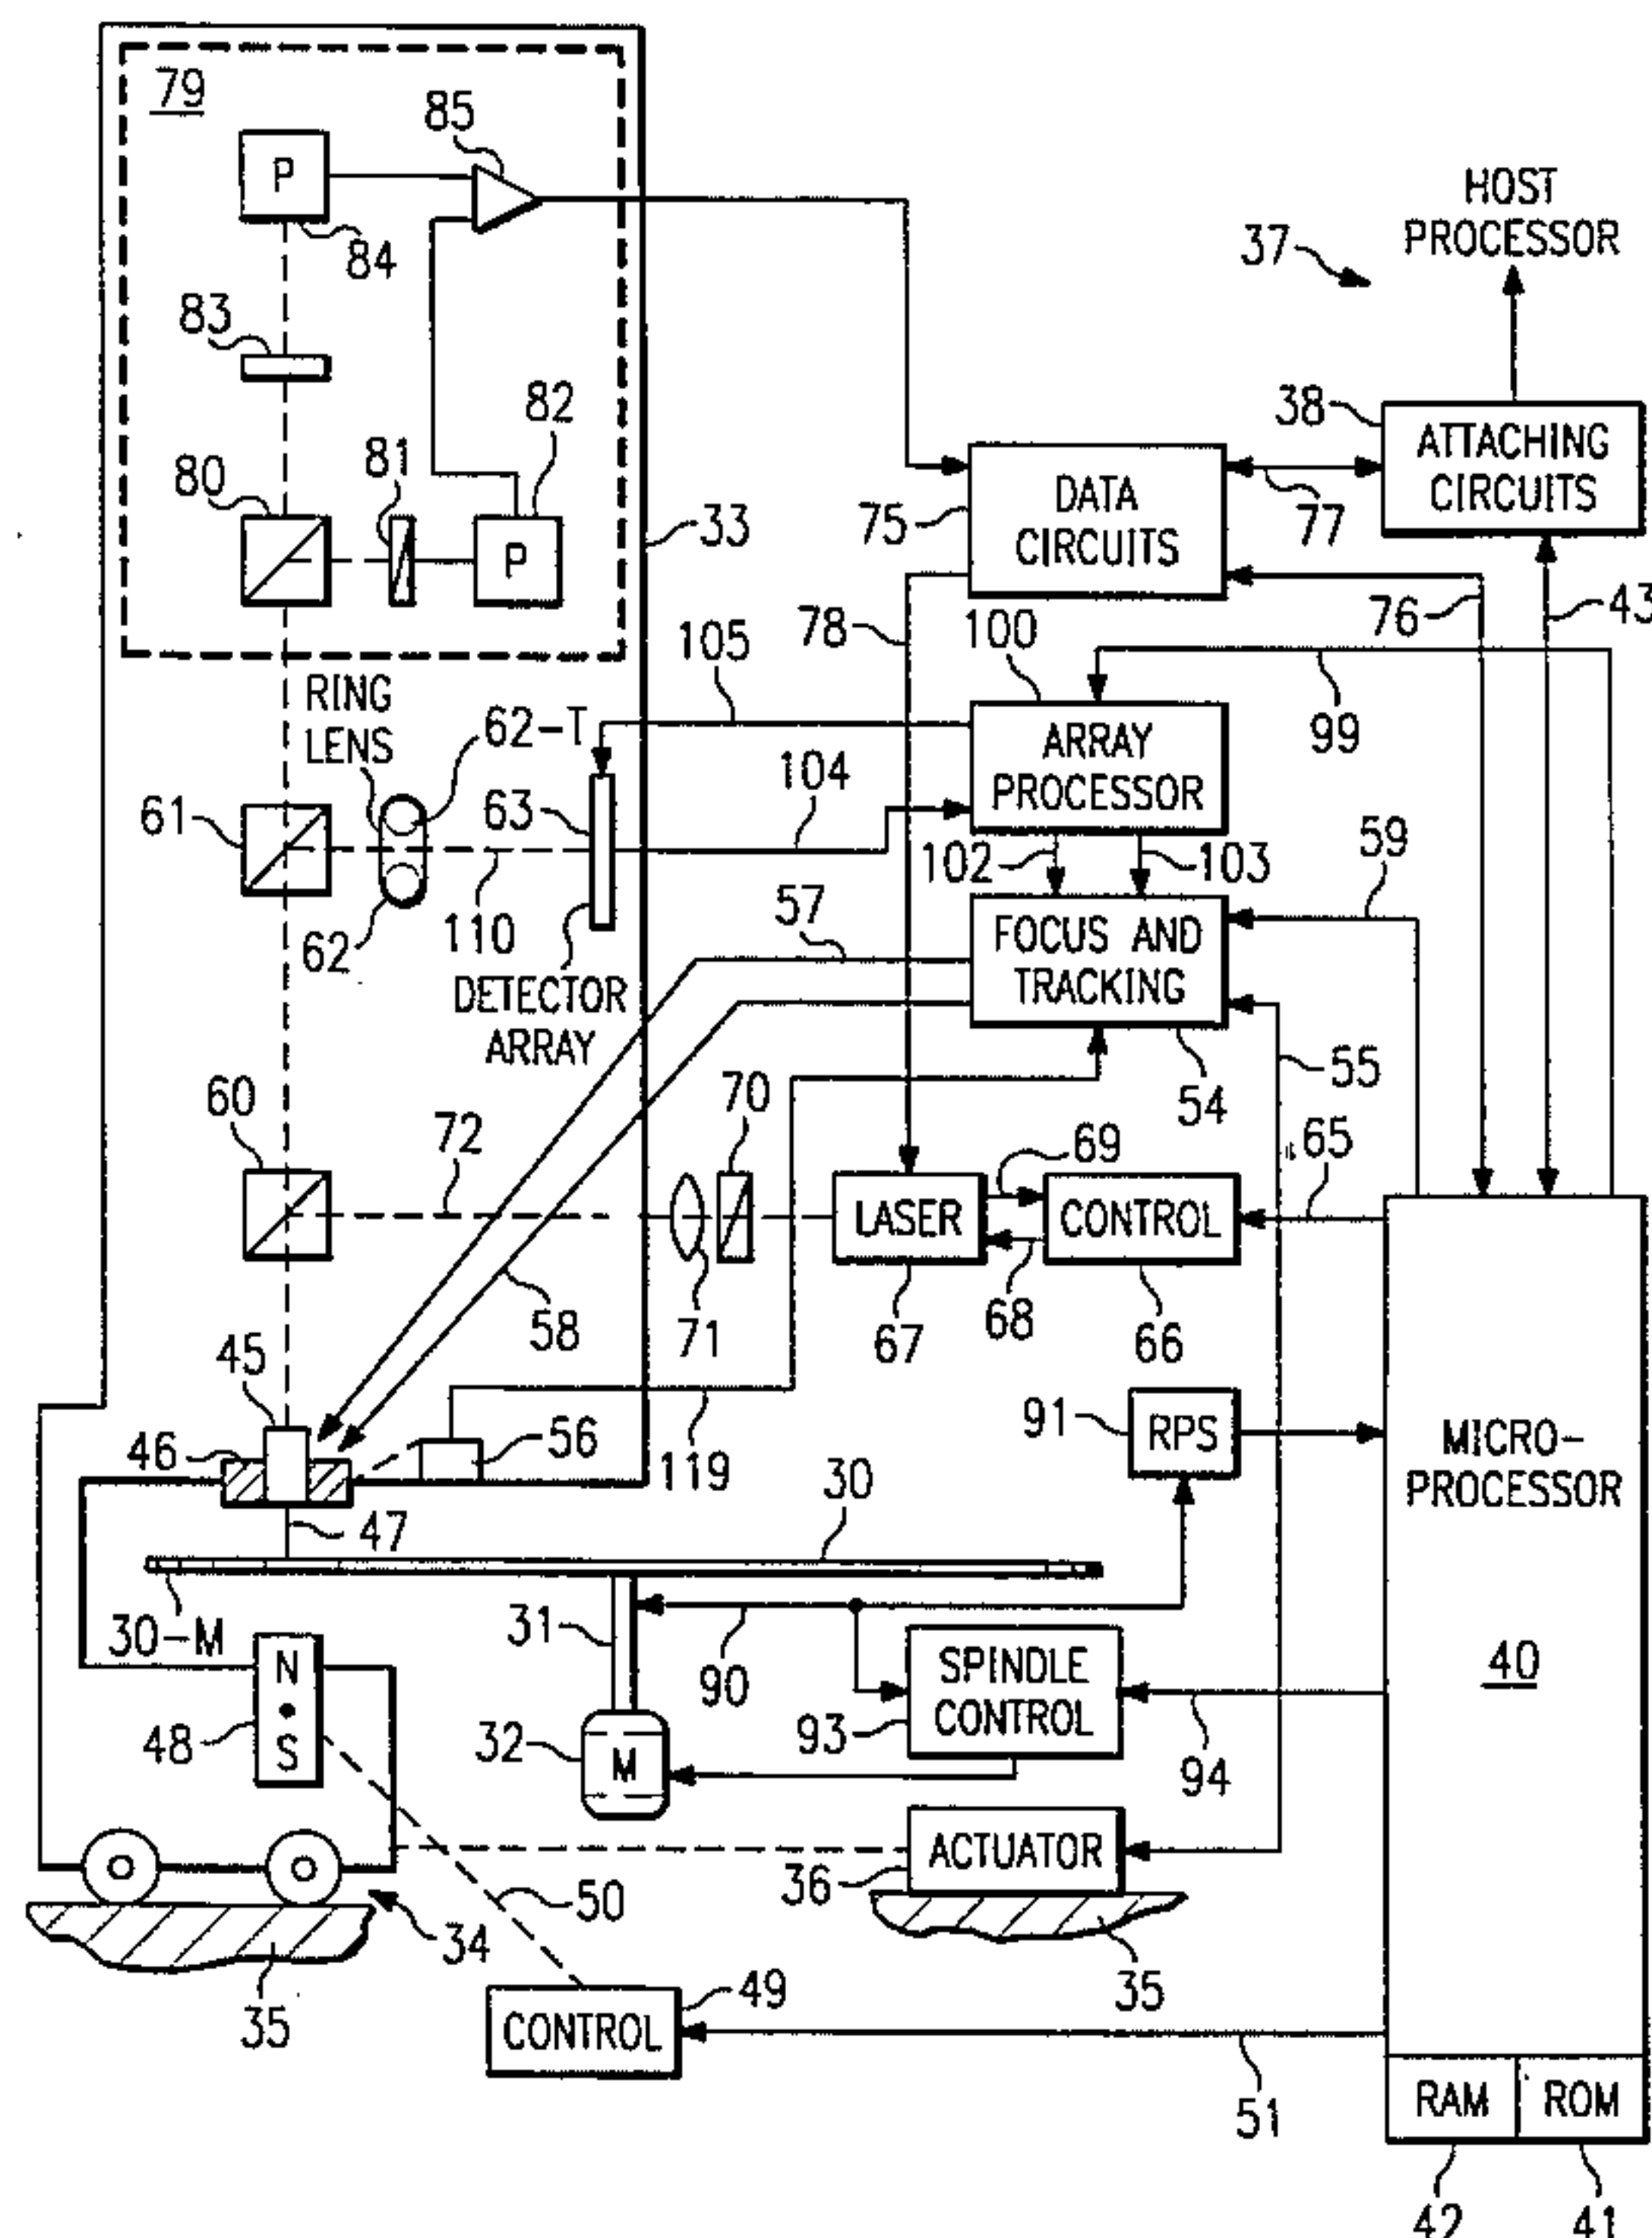 79
85
P
84
HOST
PROCESSOR
37
83
82
38
ATTACHING
CIRCUITS
81
80
DATA
CIRCUITS
75
77
33
P
78
100
76
43
105
RING
LENS
62-T
99
ARRAY
PROCESSOR
104
63
61
59
102
103
57
62
110
FOCUS AND
TRACKING
DETECTOR
ARRAY
55
60
70
54
72
69
65
LASER
CONTROL
58
71
67
68
66
45
91
RPS
46
56
119
MICRO-
PROCESSOR
30
47
30-M
31
90
SPINDLE
CONTROL
40
N
S
48
32
M
93
94
ACTUATOR
36
50
34
35
35
49
CONTROL
51
RAM
ROM
42
41